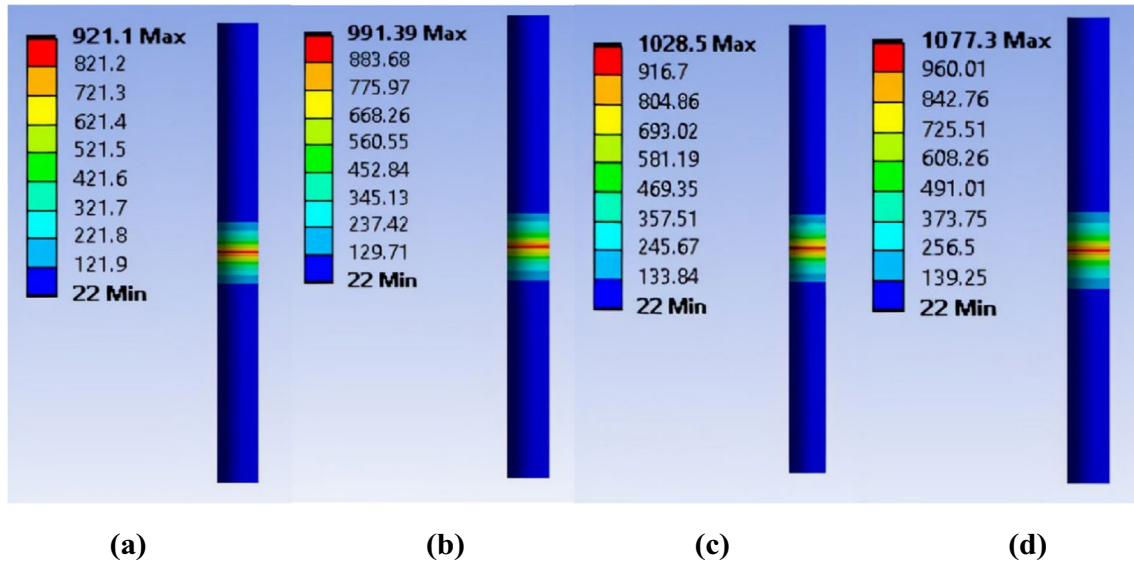 921.1 Max
821.2
721.3
621.4
521.5
421.6
321.7
221.8
121.9
22 Min
991.39 Max
883.68
775.97
668.26
560.55
452.84
345.13
237.42
129.71
22 Min
1028.5 Max
916.7
804.86
693.02
581.19
469.35
357.51
245.67
133.84
22 Min
1077.3 Max
960.01
842.76
725.51
608.26
491.01
373.75
256.5
139.25
22 Min
(a)
(b)
(c)
(d)